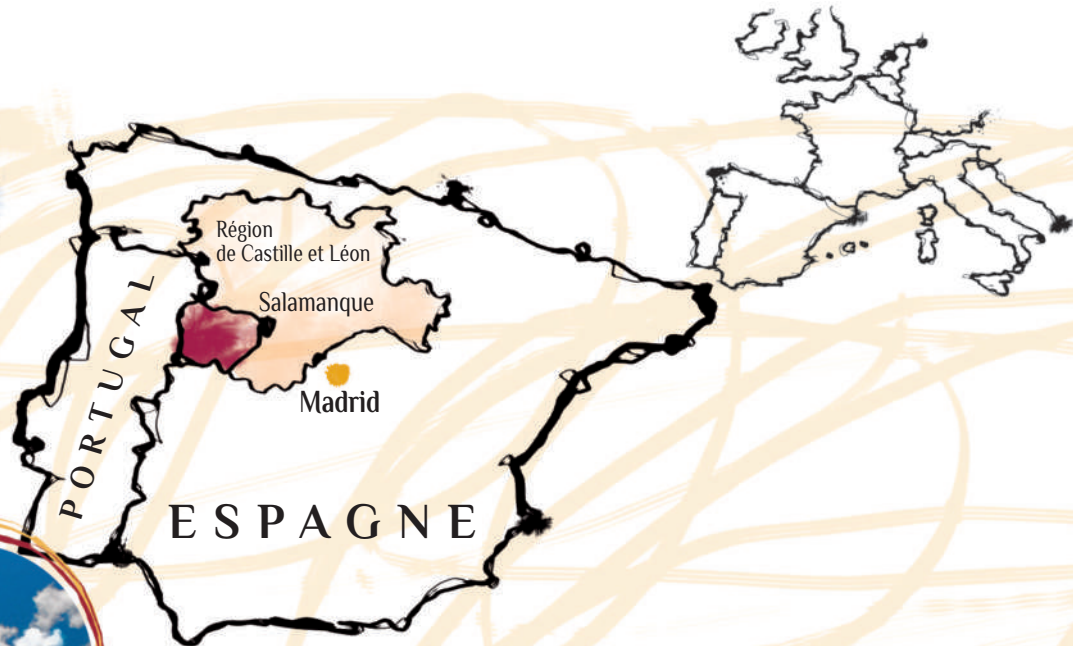 Région
de Castille et Léon
Salamanque
Madrid
PORTUGAL
ESPAGNE